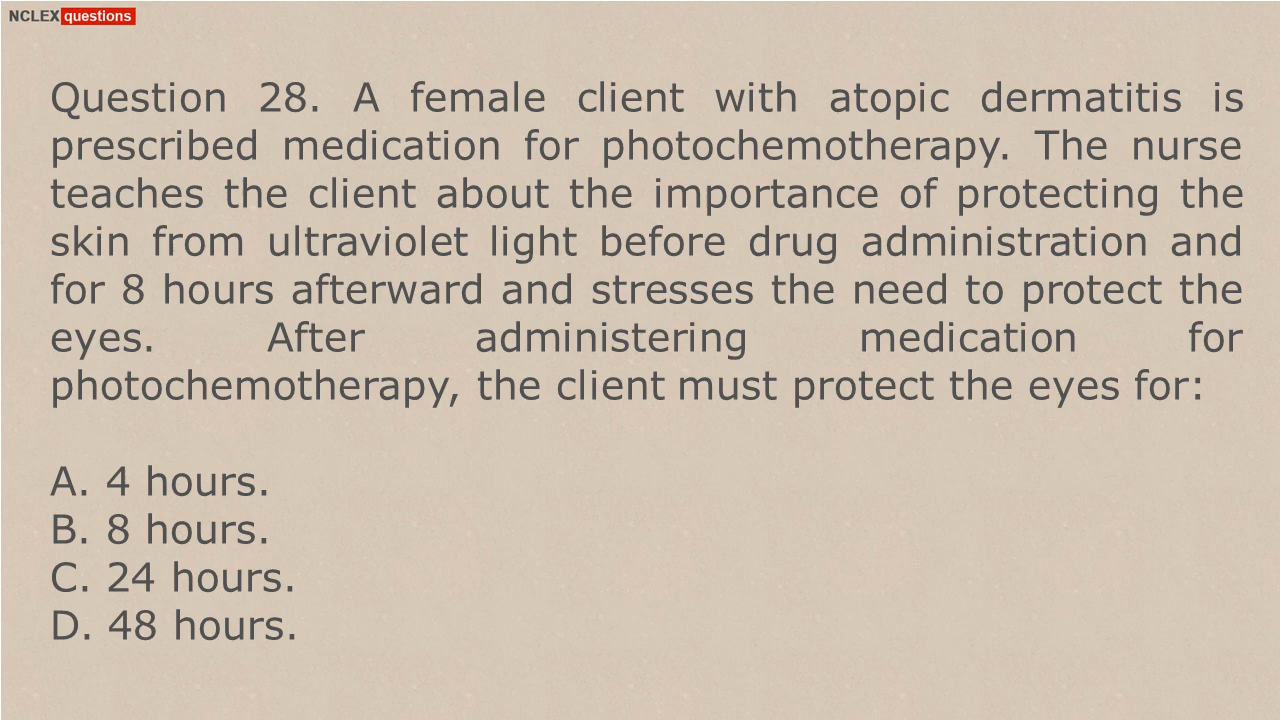 NCLEX questions
Question 28. A female client with atopic dermatitis is
prescribed medication for photochemotherapy. The nurse
teaches the client about the importance of protecting the
skin from ultraviolet light before drug administration and
for 8 hours afterward and stresses the need to protect the
eyes. After administering medication for
photochemotherapy, the client must protect the eyes for:
A. 4 hours.
B. 8 hours.
C. 24 hours.
D. 48 hours.